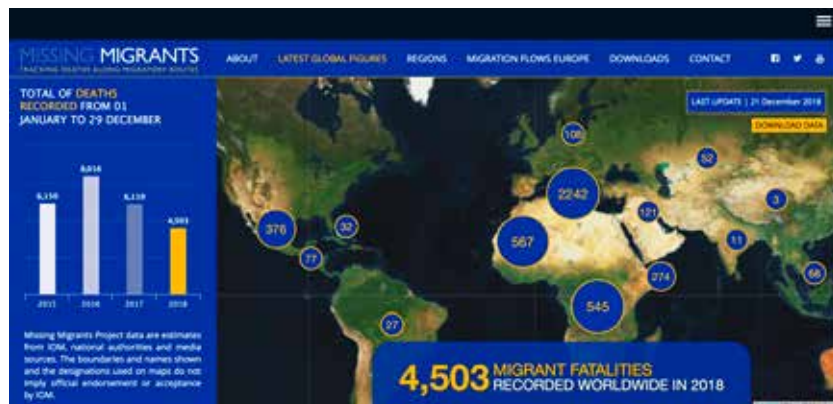 MISSING MIGRANTS
TRACKING DEATHS ALONG MIGRATORY ROUTES
ABOUT
LATEST GLOBAL FIGURES
REGIONS
MIGRATION FLOWS EUROPE
DOWNLOADS
CONTACT
TOTAL OF DEATHS
RECORDED FROM 01
JANUARY TO 29 DECEMBER
LAST UPDATE | 21 December 2018
DOWNLOAD DATA
4,503
2015
2016
2017
2018
108
52
2242
3
121
376
32
567
11
77
274
68
545
27
Missing Migrants Project data are estimates
from IOM, national authorities and media
sources. The boundaries and names shown
and the designations used on maps do not
imply official endorsement or acceptance
by IOM.
4,503 MIGRANT FATALITIES
RECORDED WORLDWIDE IN 2018